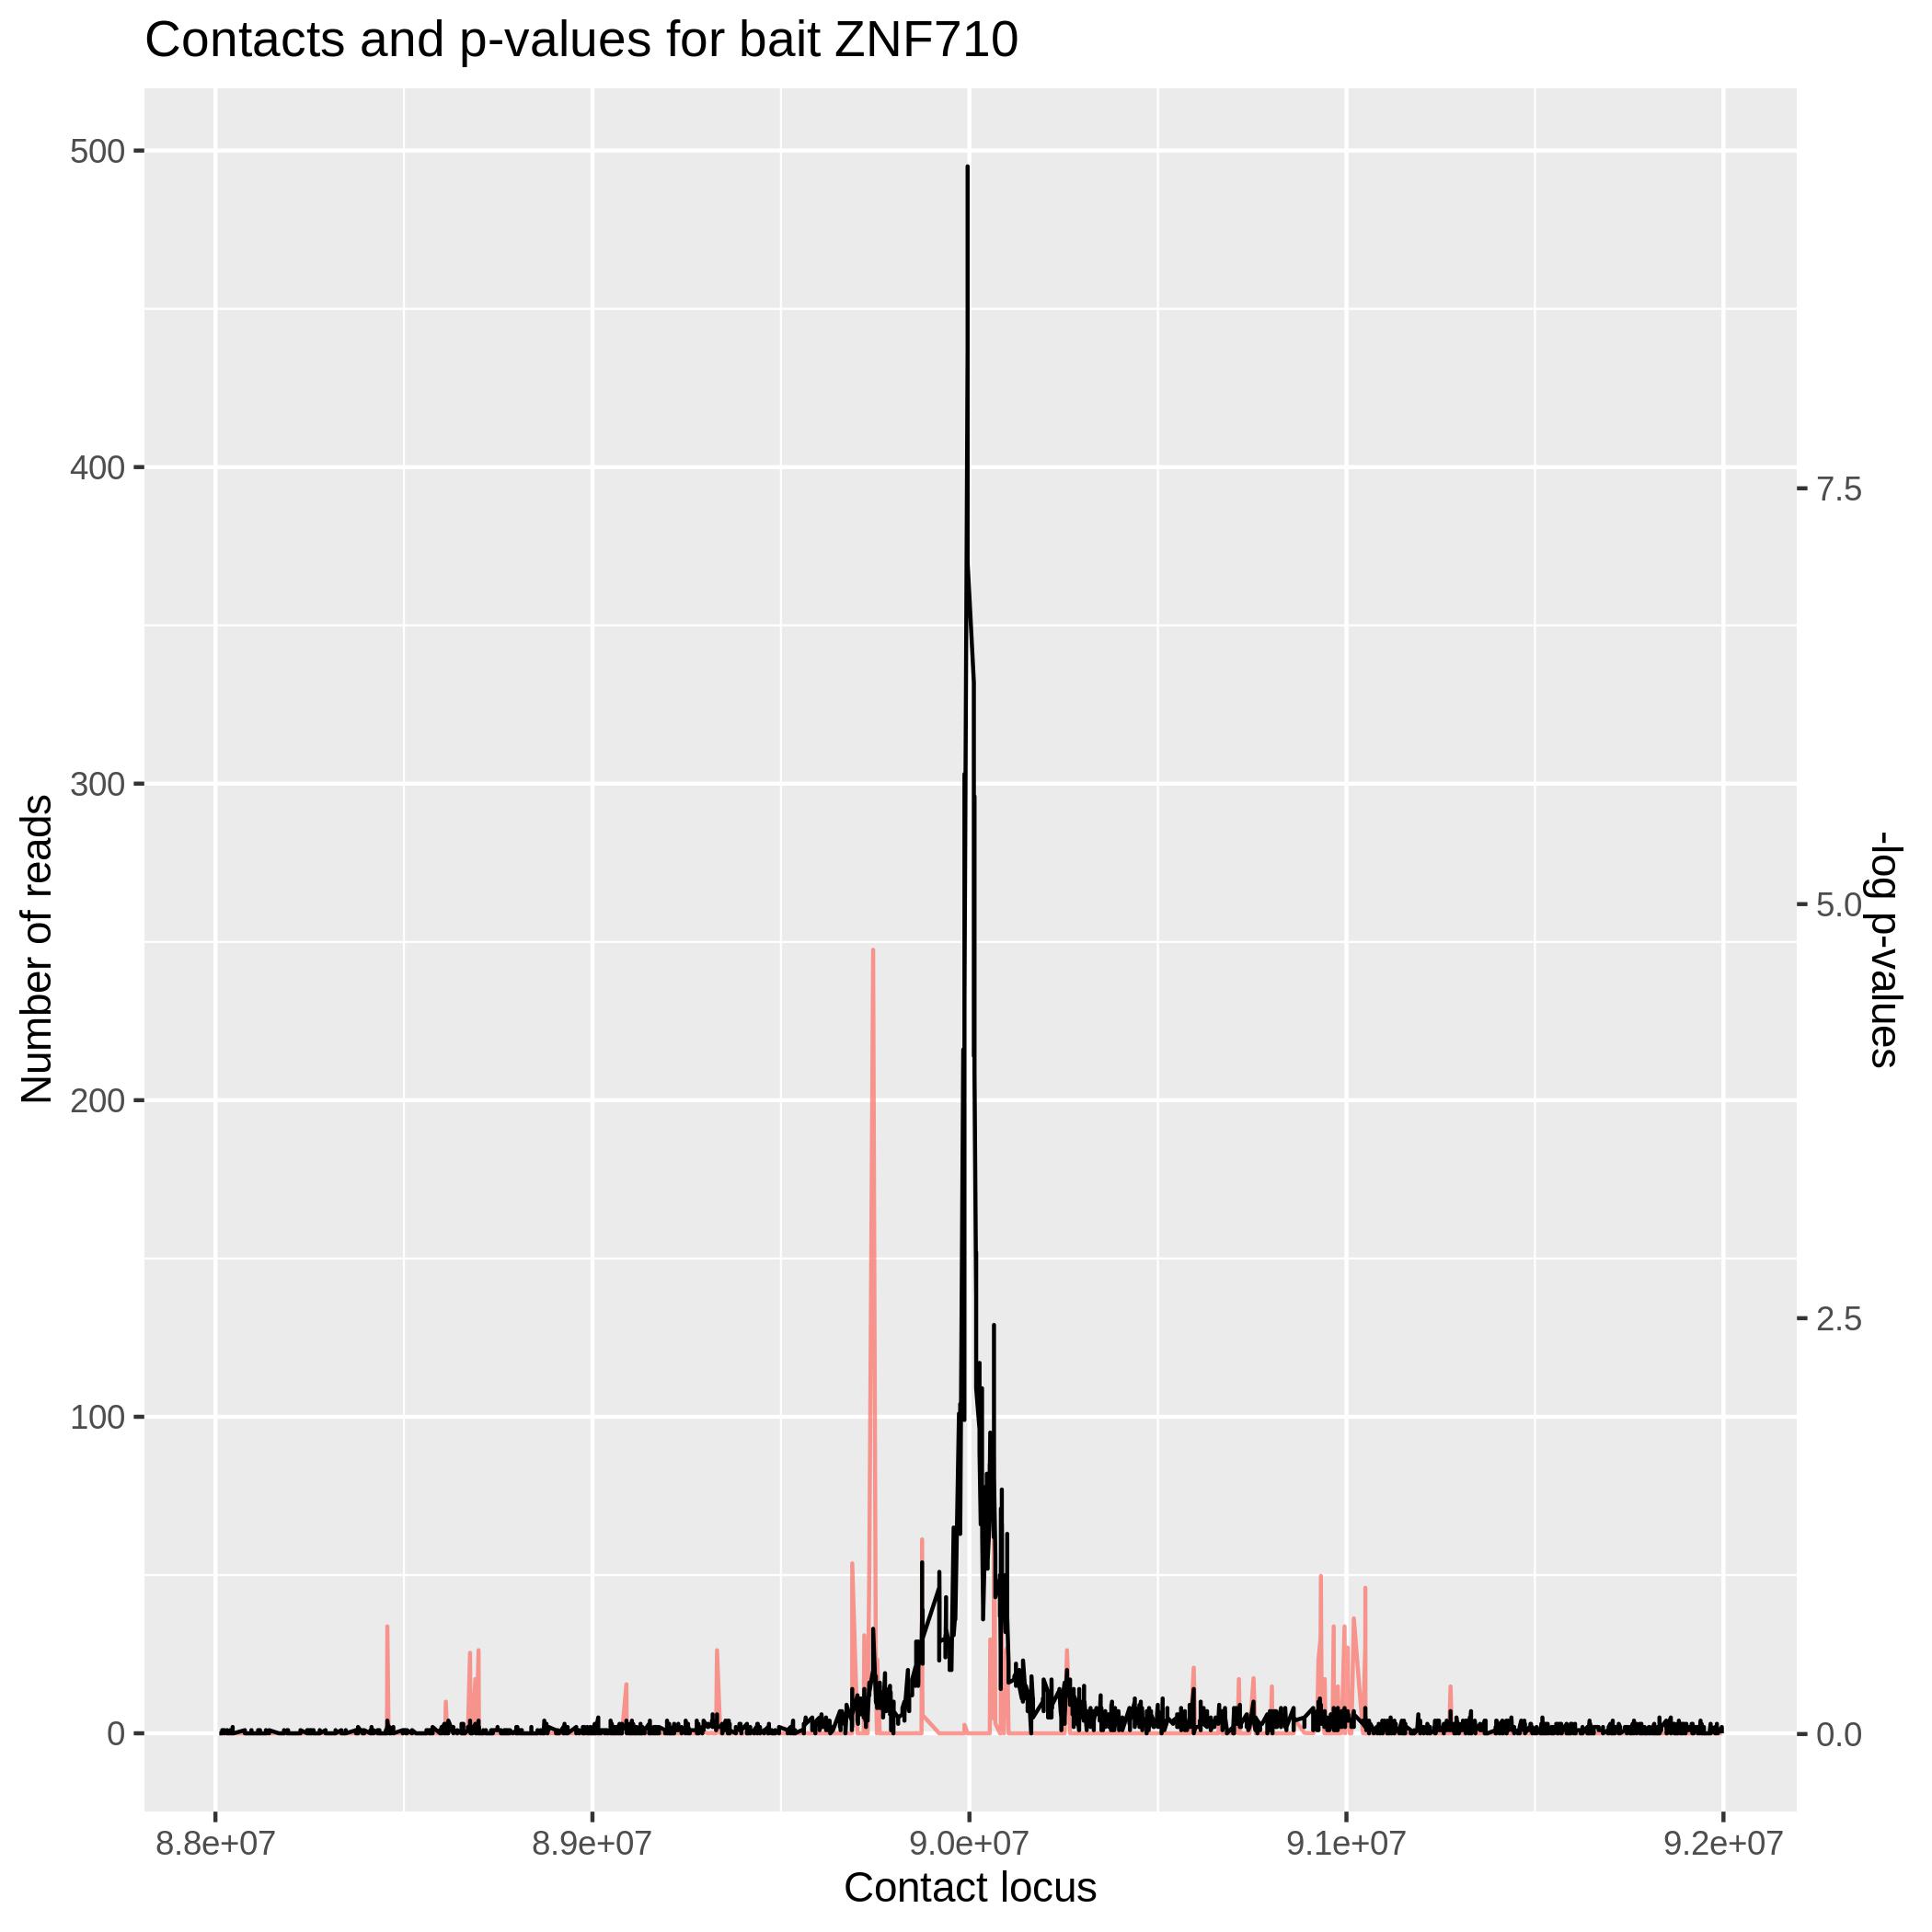 Contacts and p-values for bait ZNF710
Number of reads
500
400
300
200
100
0
7.5
5.0
2.5
0.0
-log p-values
8.8e+07 8.9e+07 9.0e+07 9.1e+07 9.2e+07
Contact locus